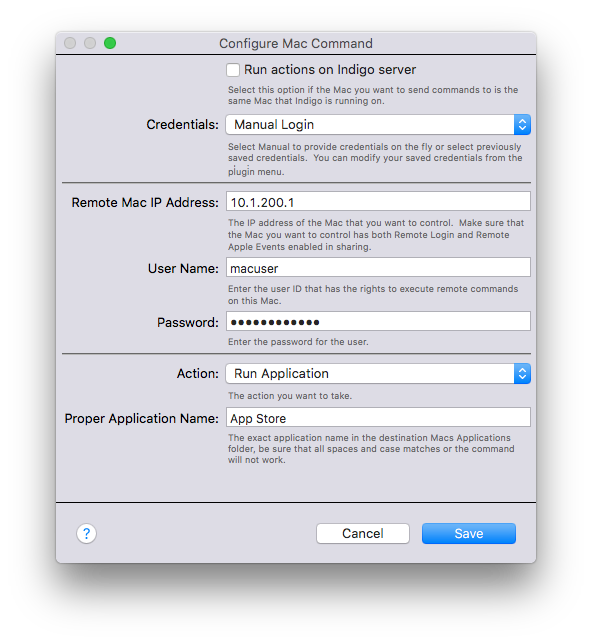 Configure Mac Command
Run actions on Indigo server
Select this option if the Mac you want to send commands to is the
same Mac that Indigo is running on.
Credentials: Manual Login
Select Manual to provide credentials on the fly or select previously
saved credentials.  You can modify your saved credentials from the
plugin menu.
Remote Mac IP Address: 10.1.200.1
The IP address of the Mac that you want to control.  Make sure that
the Mac you want to control has both Remote Login and Remote
Apple Events enabled in sharing.
User Name: macuser
Enter the user ID that has the rights to execute remote commands
on this Mac.
Password: ••••••••••••
Enter the password for the user.
Action: Run Application
The action you want to take.
Proper Application Name: App Store
The exact application name in the destination Macs Applications
folder, be sure that all spaces and case matches or the command
will not work.
? Cancel Save